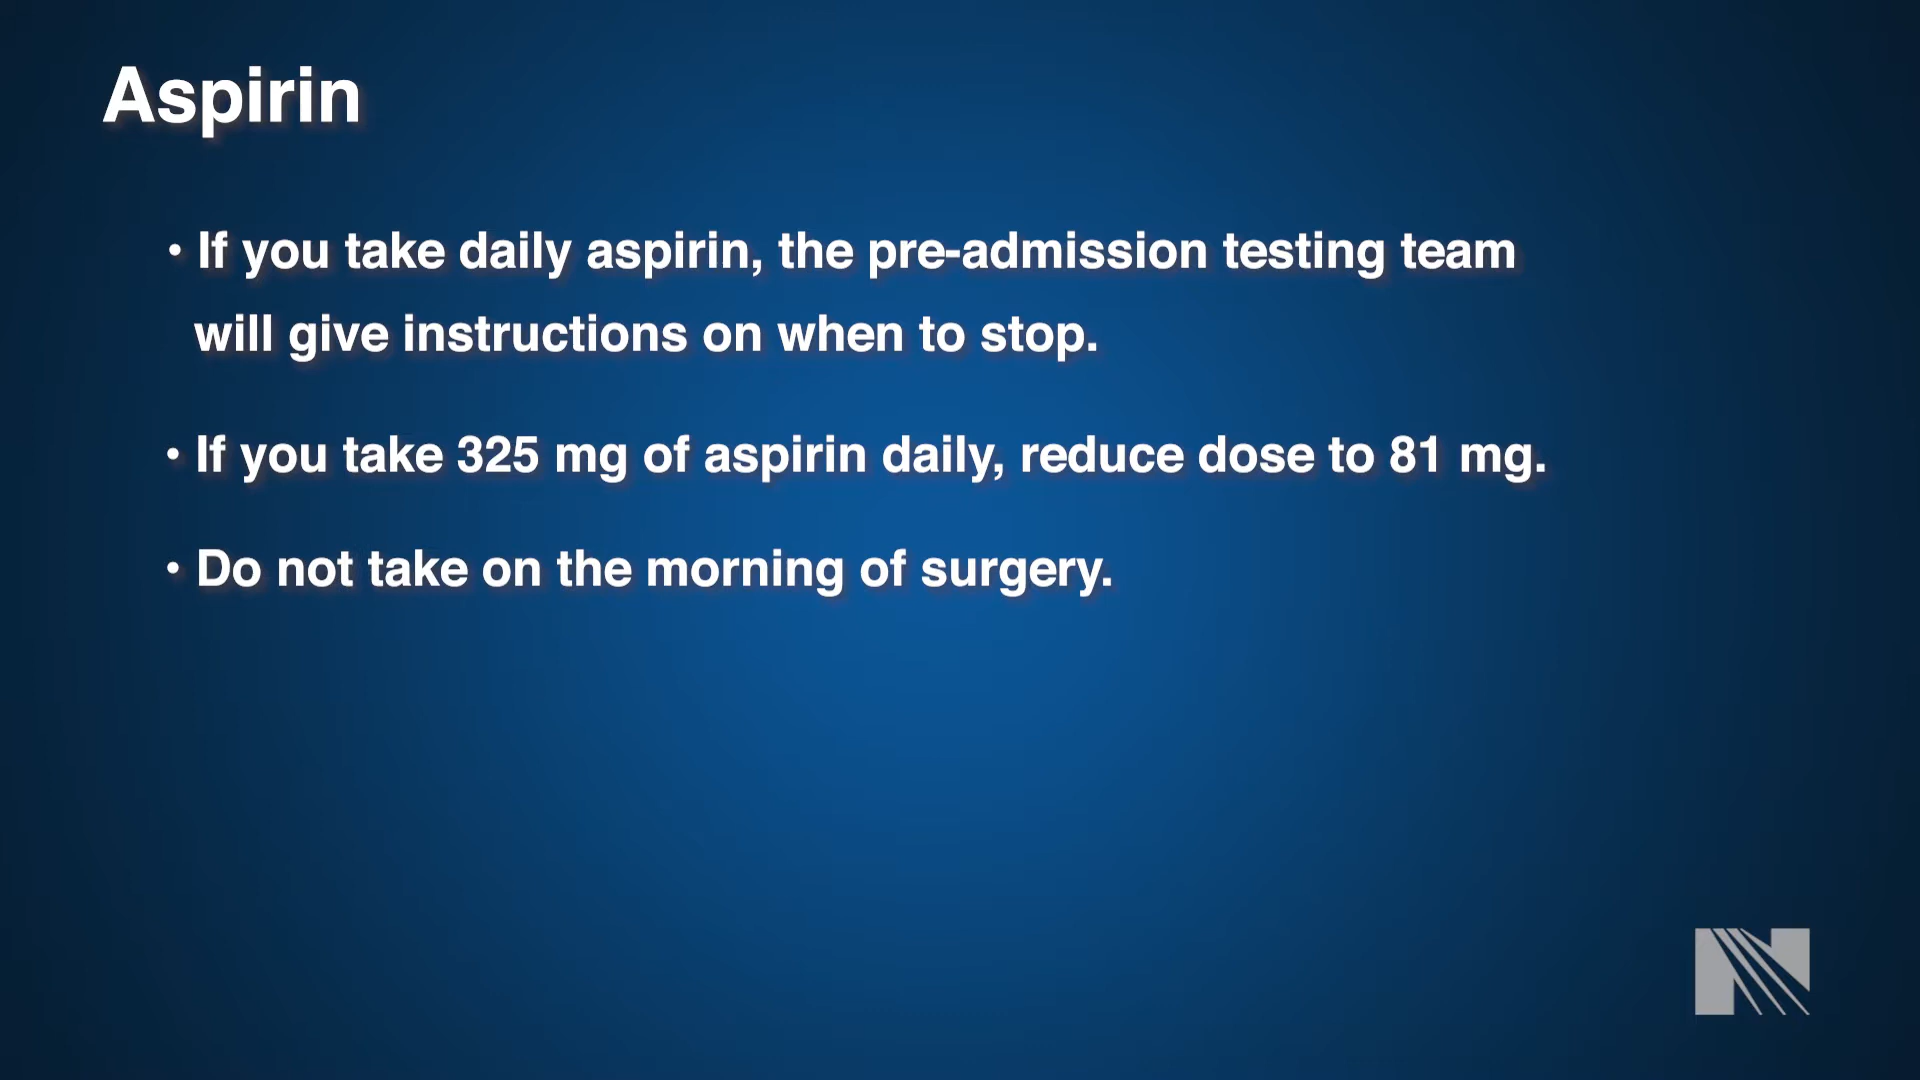 Aspirin
• If you take daily aspirin, the pre-admission testing team
will give instructions on when to stop.
• If you take 325 mg of aspirin daily, reduce dose to 81 mg.
• Do not take on the morning of surgery.